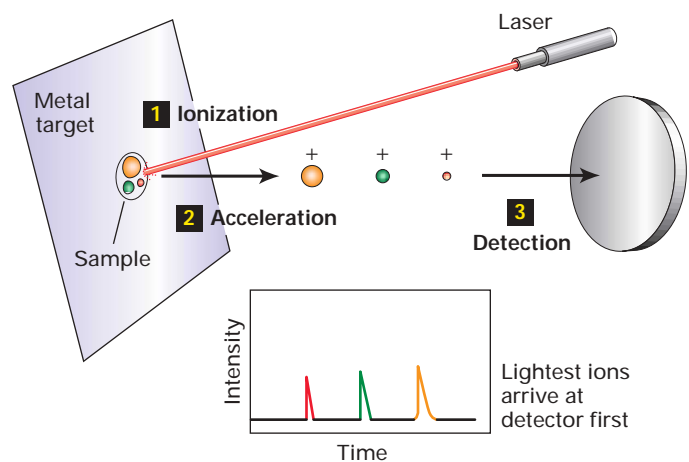 Laser
Metal
target
1 Ionization
+ + +
2 Acceleration
3
Detection
Sample
Intensity
Time
Lightest ions
arrive at
detector first